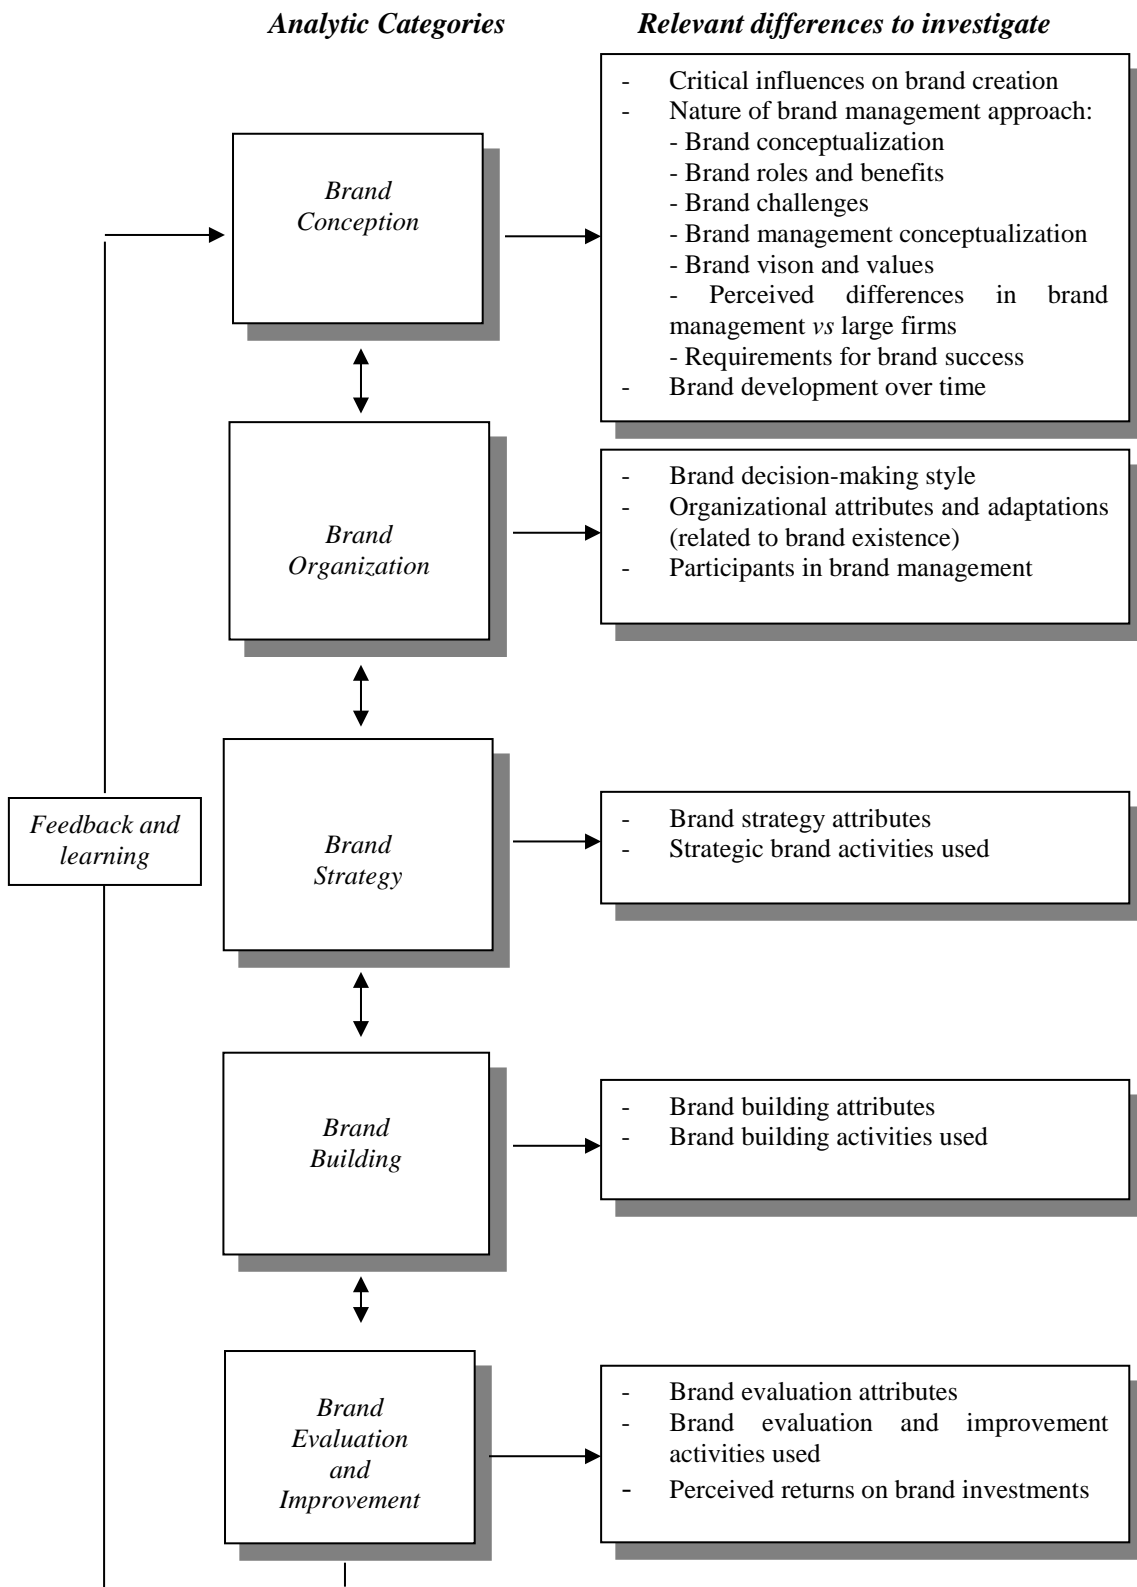 Analytic Categories
Relevant differences to investigate
Brand
Conception
- Critical influences on brand creation
- Nature of brand management approach:
- Brand conceptualization
- Brand roles and benefits
- Brand challenges
- Brand management conceptualization
- Brand vison and values
- Perceived differences in brand
management vs large firms
- Requirements for brand success
- Brand development over time
Brand
Organization
- Brand decision-making style
- Organizational attributes and adaptations
(related to brand existence)
- Participants in brand management
Feedback and
learning
Brand
Strategy
- Brand strategy attributes
- Strategic brand activities used
Brand
Building
- Brand building attributes
- Brand building activities used
Brand
Evaluation
and
Improvement
- Brand evaluation attributes
- Brand evaluation and improvement
activities used
- Perceived returns on brand investments